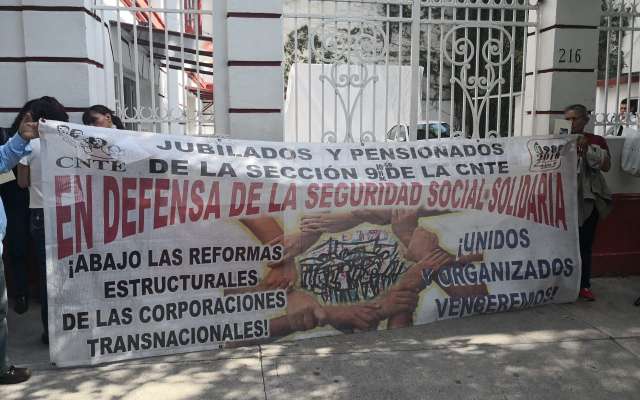 216
CNTE
JUBILADOS Y PENSIONADOS
DE LA SECCIÓN 9 DE LA CNTE
EN DEFENSA DE LA SEGURIDAD SOCIAL-SOLIDARIA
¡ABAJO LAS REFORMAS
ESTRUCTURALES
DE LAS CORPORACIONES
TRANSNACIONALES!
¡UNIDOS
Y ORGANIZADOS
VENCEREMOS!